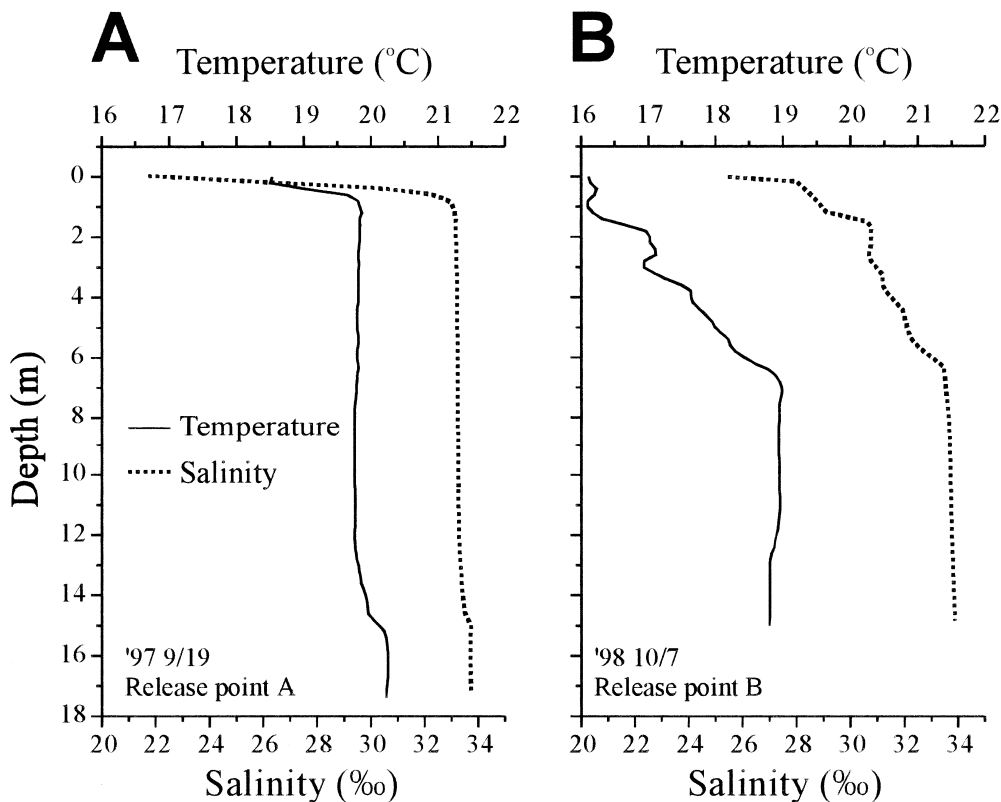 A
B
Temperature (°C)
Temperature (°C)
16 17 18 19 20 21 22
16 17 18 19 20 21 22
0
2
4
6
8
10
12
14
16
18
Depth (m)
Temperature
Salinity
'97 9/19
Release point A
'98 10/7
Release point B
20 22 24 26 28 30 32 34
20 22 24 26 28 30 32 34
Salinity (‰)
Salinity (‰)